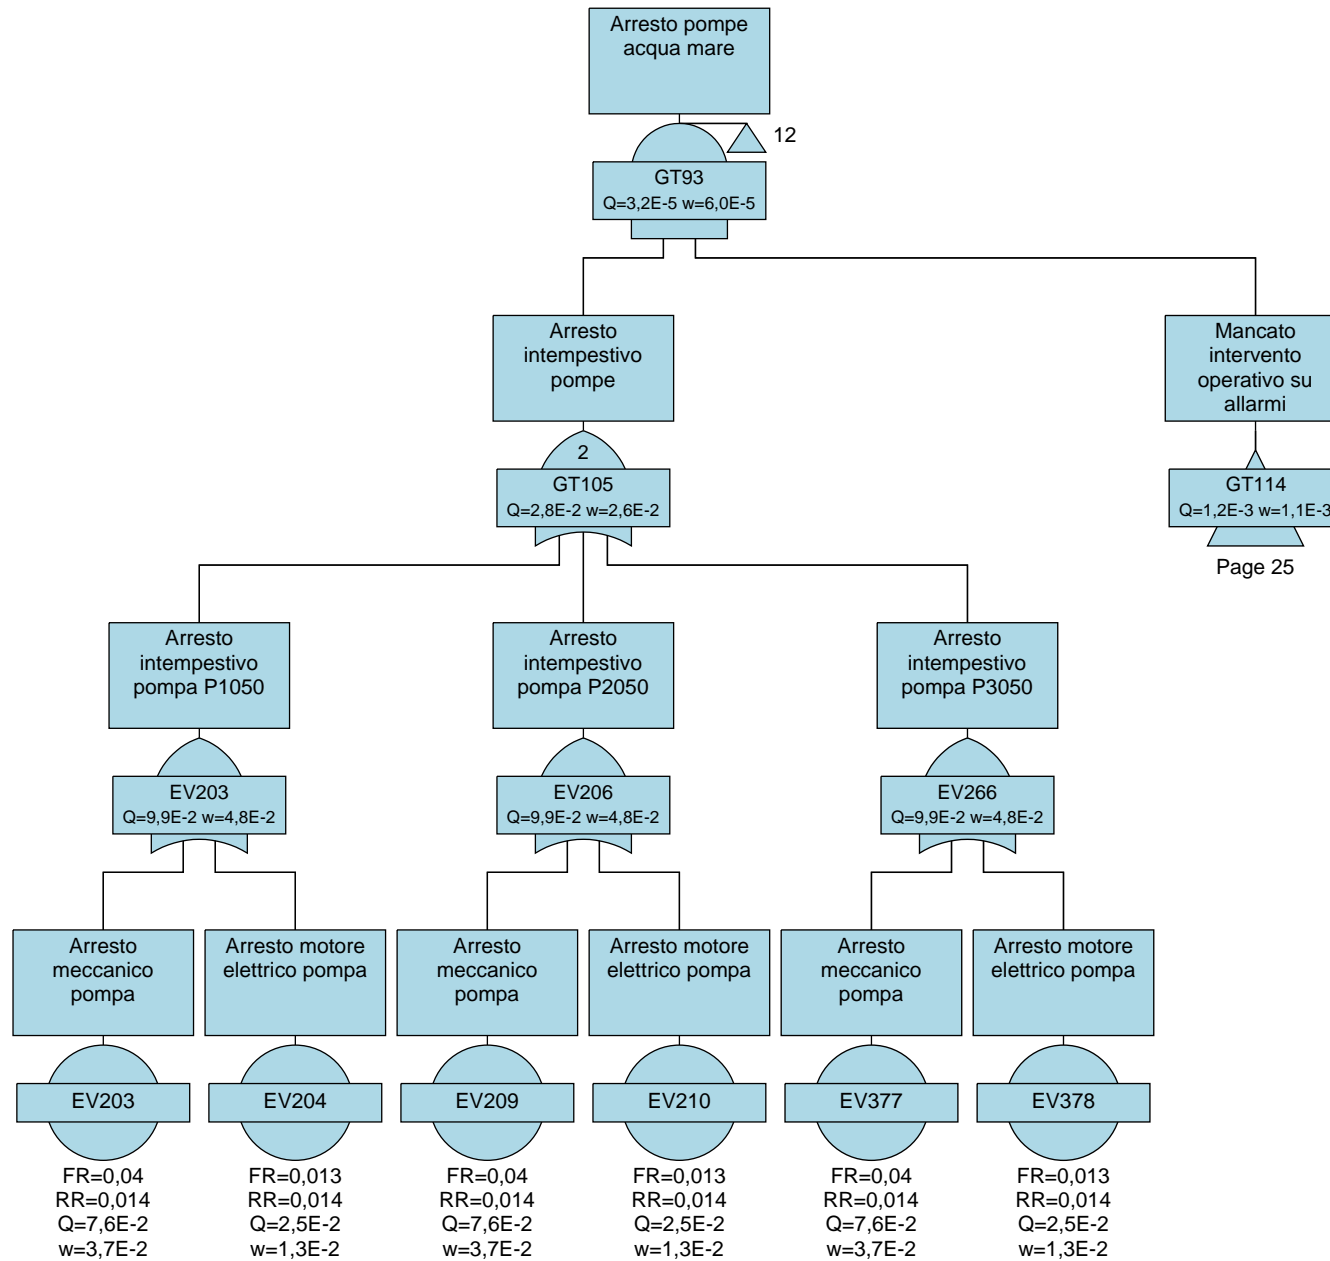 Arresto pompe
acqua mare
12
GT93
Q=3,2E-5 w=6,0E-5
Arresto
intempestivo
pompe
Mancato
intervento
operativo su
allarmi
2
GT105
Q=2,8E-2 w=2,6E-2
GT114
Q=1,2E-3 w=1,1E-3
Page 25
Arresto
intempestivo
pompa P1050
Arresto
intempestivo
pompa P2050
Arresto
intempestivo
pompa P3050
EV203
Q=9,9E-2 w=4,8E-2
EV206
Q=9,9E-2 w=4,8E-2
EV266
Q=9,9E-2 w=4,8E-2
Arresto
meccanico
pompa
Arresto motore
elettrico pompa
Arresto
meccanico
pompa
Arresto motore
elettrico pompa
Arresto
meccanico
pompa
Arresto motore
elettrico pompa
EV203
FR=0,04
RR=0,014
Q=7,6E-2
w=3,7E-2
EV204
FR=0,013
RR=0,014
Q=2,5E-2
w=1,3E-2
EV209
FR=0,04
RR=0,014
Q=7,6E-2
w=3,7E-2
EV210
FR=0,013
RR=0,014
Q=2,5E-2
w=1,3E-2
EV377
FR=0,04
RR=0,014
Q=7,6E-2
w=3,7E-2
EV378
FR=0,013
RR=0,014
Q=2,5E-2
w=1,3E-2